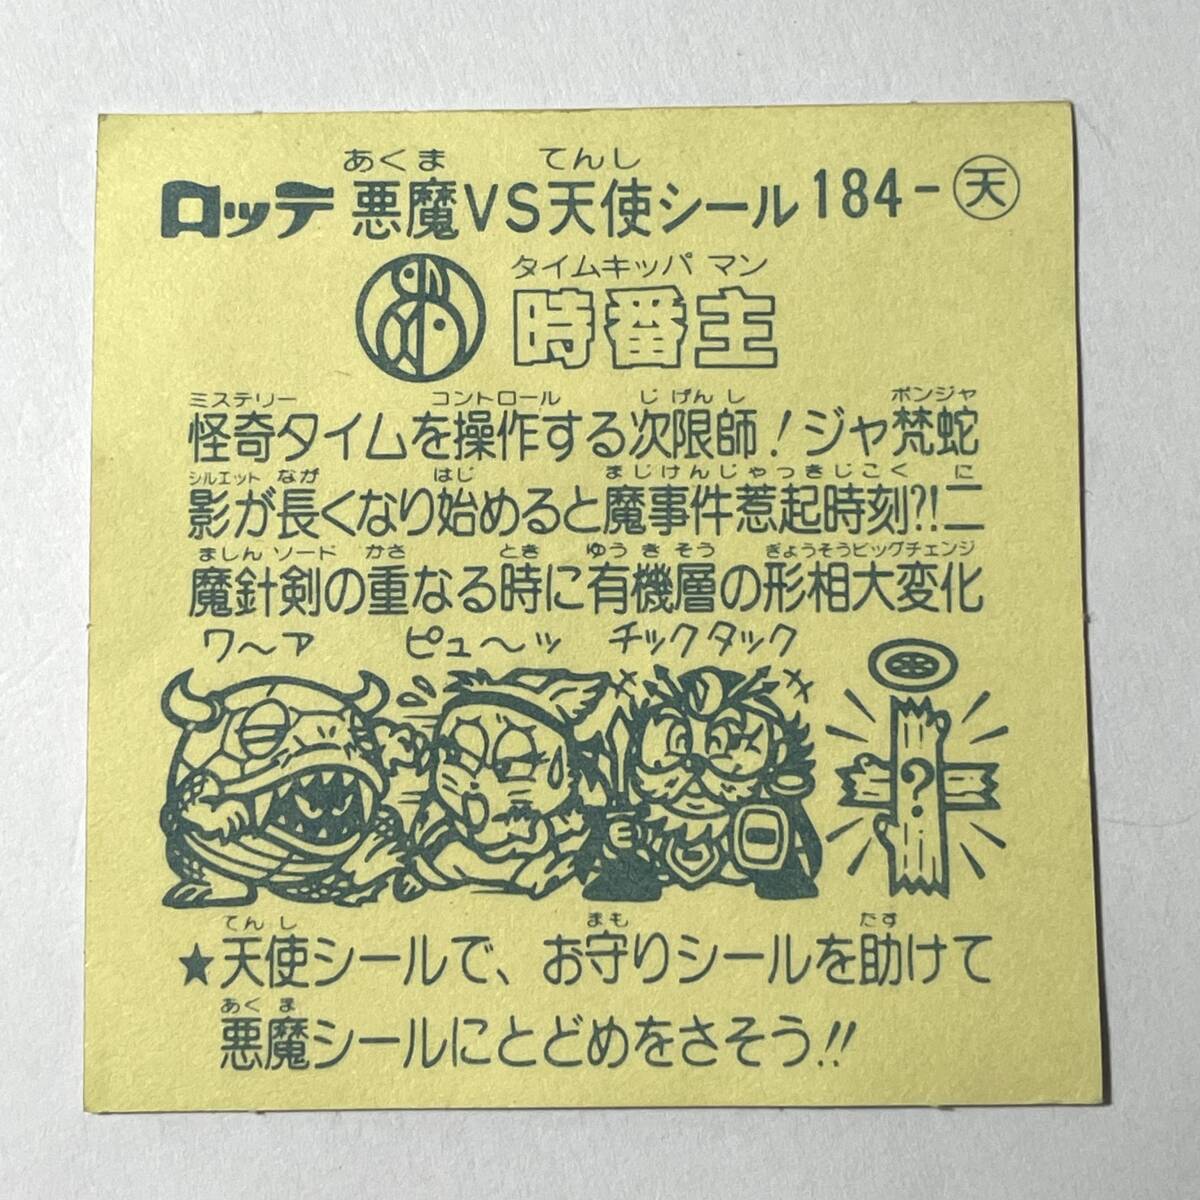 あくま てんし
ロッテ 悪魔VS天使シール 184-天
タイムキッパ マン
時番主
ミステリー コントロール じげんし ボンジャ
怪奇タイムを操作する次限師!ジャ梵蛇
シルエット なが はじ まじけんじゃっきじこく に
影が長くなり始めると魔事件惹起時刻?!二
ましん ソード かさ とき ゆうきそう ぎょうそうビッグチェンジ
魔針剣の重なる時に有機層の形相大変化
ワ〜ア ピュ〜ッ チックタック
?
てんし まも たす
★天使シールで、お守りシールを助けて
あくま
悪魔シールにとどめをさそう!!